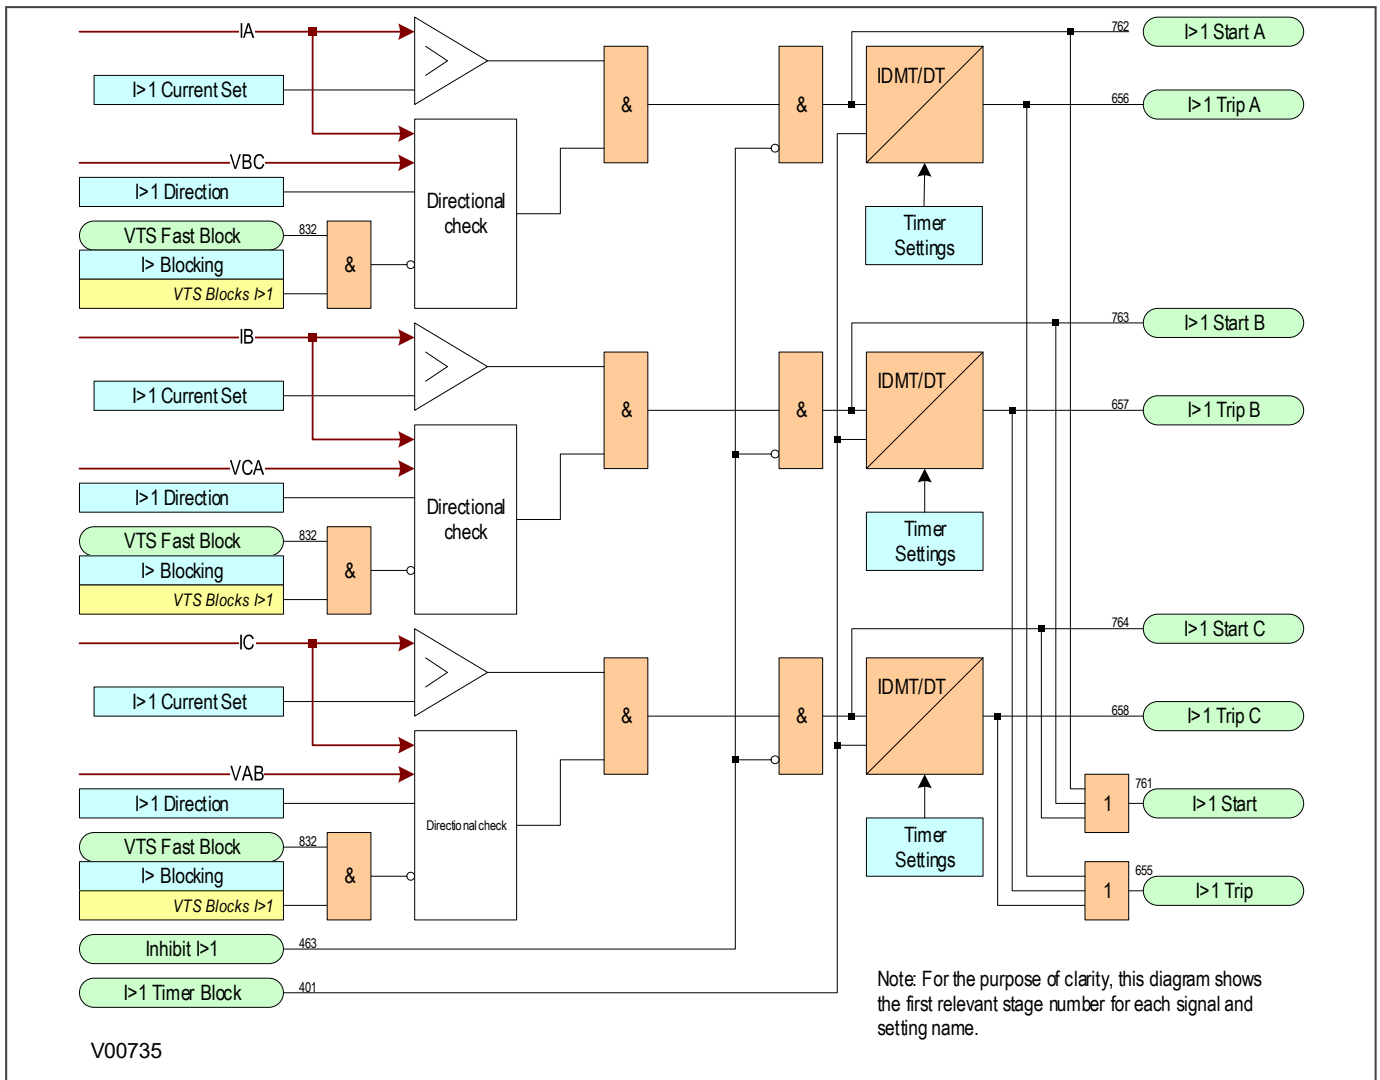 IA
762
I>1 Start A
I>1 Current Set
IDMT/DT
&
&
656
I>1 Trip A
VBC
I>1 Direction
Directional
check
Timer
Settings
VTS Fast Block
832
I> Blocking
&
VTS Blocks I>1
IB
763
I>1 Start B
I>1 Current Set
IDMT/DT
&
&
657
I>1 Trip B
VCA
I>1 Direction
Directional
check
Timer
Settings
VTS Fast Block
832
I> Blocking
&
VTS Blocks I>1
IC
764
I>1 Start C
I>1 Current Set
IDMT/DT
&
&
658
I>1 Trip C
VAB
I>1 Direction
Directional check
761
1
I>1 Start
Timer
Settings
VTS Fast Block
832
I> Blocking
&
VTS Blocks I>1
655
1
I>1 Trip
Inhibit I>1
463
I>1 Timer Block
401
Note: For the purpose of clarity, this diagram shows
the first relevant stage number for each signal and
setting name.
V00735